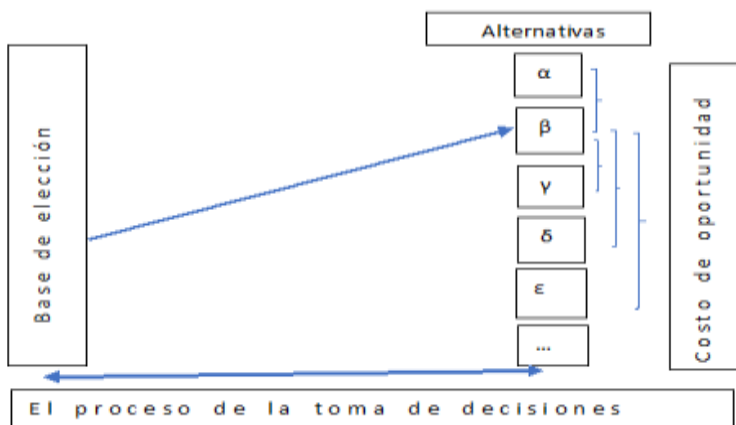 Alternativas
Base de elección
α
β
γ
δ
ε
...
Costo de oportunidad
El proceso de la toma de decisiones